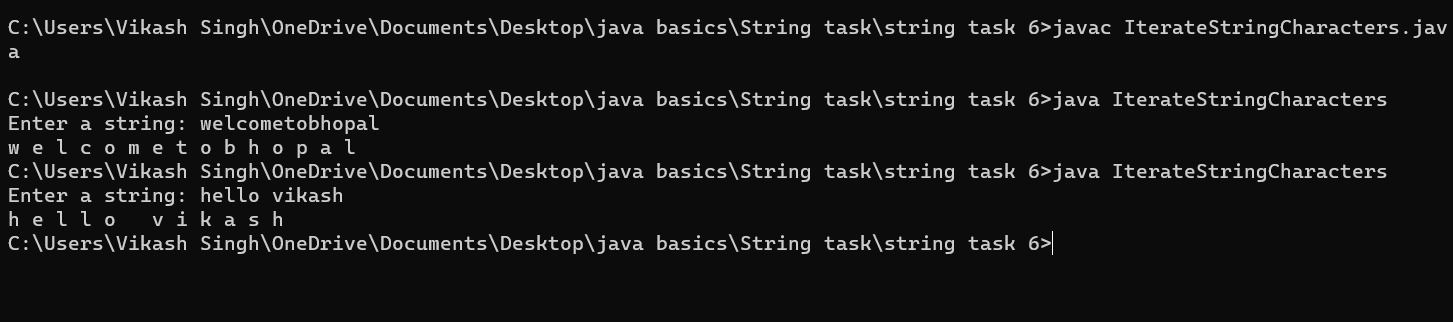 C:\Users\Vikash Singh\OneDrive\Documents\Desktop\java basics\String task\string task 6>javac IterateStringCharacters.jav
a
C:\Users\Vikash Singh\OneDrive\Documents\Desktop\java basics\String task\string task 6>java IterateStringCharacters
Enter a string: welcometobhopal
w e l c o m e t o b h o p a l
C:\Users\Vikash Singh\OneDrive\Documents\Desktop\java basics\String task\string task 6>java IterateStringCharacters
Enter a string: hello vikash
h e l l o   v i k a s h
C:\Users\Vikash Singh\OneDrive\Documents\Desktop\java basics\String task\string task 6>